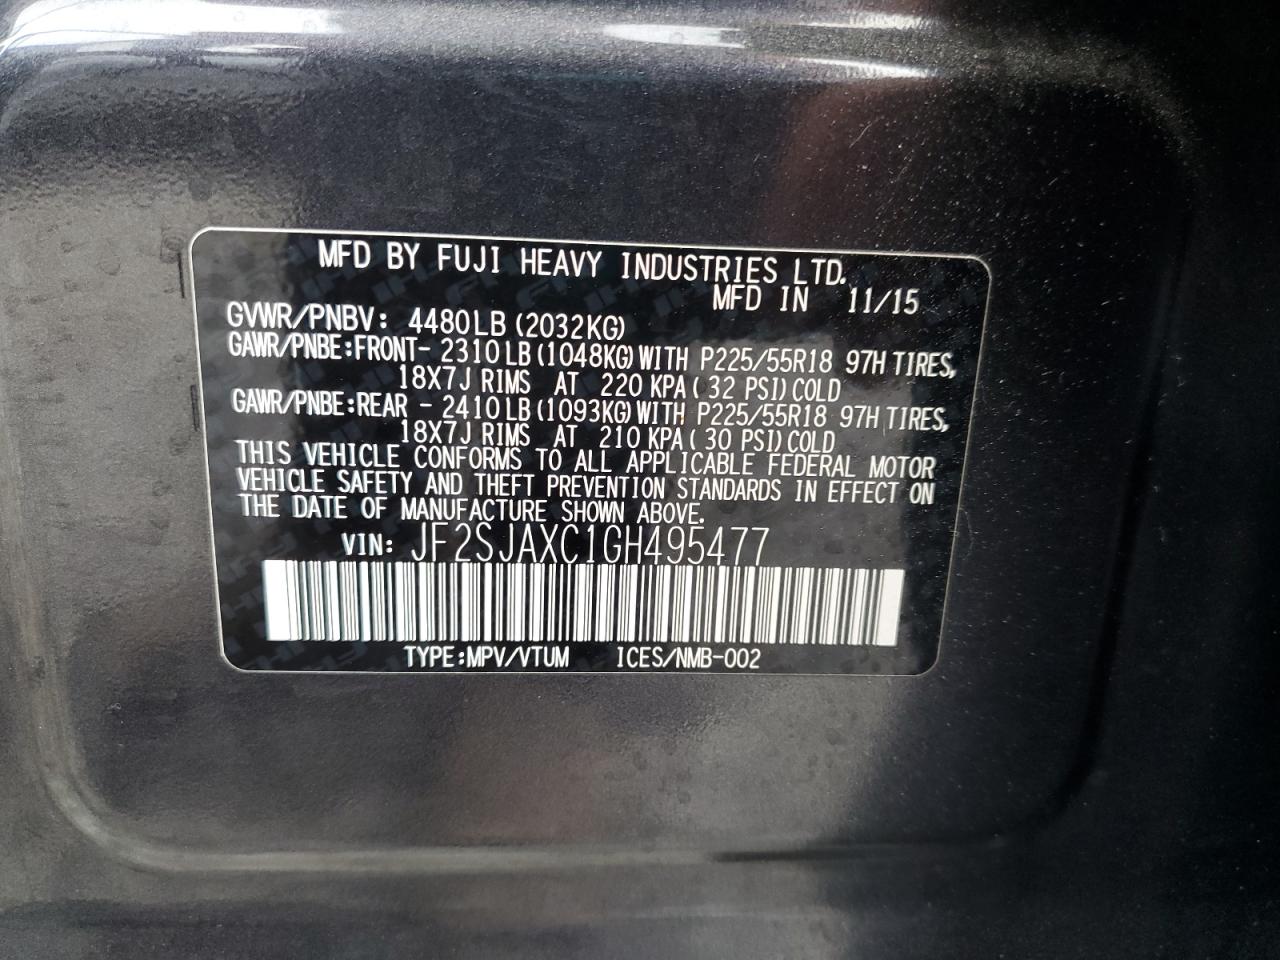 MFD BY FUJI HEAVY INDUSTRIES LTD.
MFD IN 11/15
GVWR/PNBV: 4480LB (2032KG)
GAWR/PNBE:FRONT- 2310LB (1048KG) WITH P225/55R18 97H TIRES,
18X7J RIMS AT 220 KPA ( 32 PSI) COLD
GAWR/PNBE:REAR - 2410LB (1093KG) WITH P225/55R18 97H TIRES,
18X7J RIMS AT 210 KPA ( 30 PSI) COLD
THIS VEHICLE CONFORMS TO ALL APPLICABLE FEDERAL MOTOR
VEHICLE SAFETY AND THEFT PREVENTION STANDARDS IN EFFECT ON
THE DATE OF MANUFACTURE SHOWN ABOVE.
VIN: JF2SJAXC1GH495477
TYPE:MPV/VTUM ICES/NMB-002